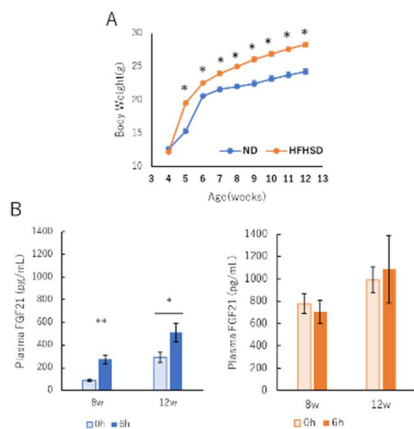 A
30
25
20
15
10
Body Weight(g)
* * * * * * * *
ND HFHSD
3 4 5 6 7 8 9 10 11 12 13
Age(weeks)
B
1400
1200
1000
800
600
400
200
0
Plasma FGF21 (pg/mL)
**
*
8w 12w
0h 6h
1400
1200
1000
800
600
400
200
0
Plasma FGF21 (pg/mL)
8w 12w
0h 6h